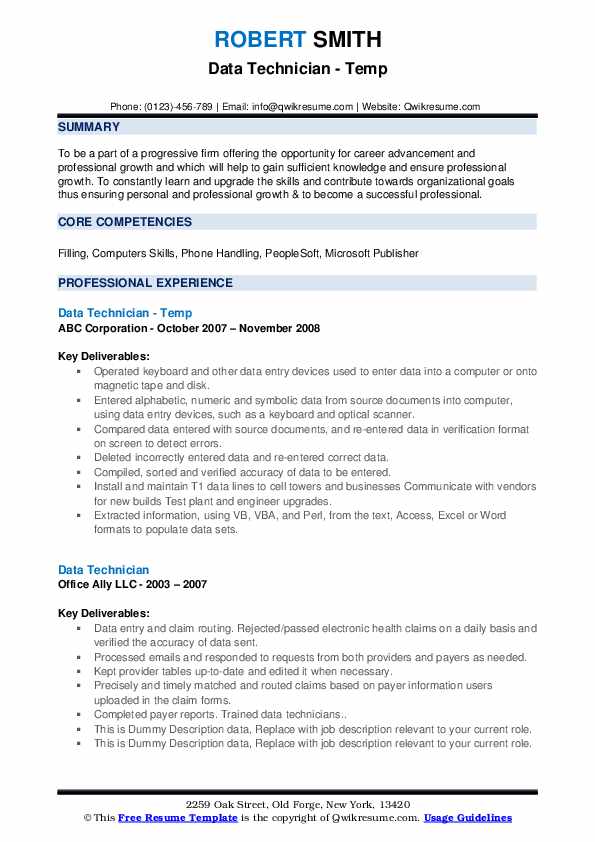 ROBERT SMITH
Data Technician - Temp
Phone: (0123)-456-789 | Email: info@qwikresume.com | Website: Qwikresume.com
SUMMARY
To be a part of a progressive firm offering the opportunity for career advancement and
professional growth and which will help to gain sufficient knowledge and ensure professional
growth. To constantly learn and upgrade the skills and contribute towards organizational goals
thus ensuring personal and professional growth & to become a successful professional.
CORE COMPETENCIES
Filling, Computers Skills, Phone Handling, PeopleSoft, Microsoft Publisher
PROFESSIONAL EXPERIENCE
Data Technician - Temp
ABC Corporation - October 2007 – November 2008
Key Deliverables:
▪ Operated keyboard and other data entry devices used to enter data into a computer or onto
magnetic tape and disk.
▪ Entered alphabetic, numeric and symbolic data from source documents into computer,
using data entry devices, such as a keyboard and optical scanner.
▪ Compared data entered with source documents, and re-entered data in verification format
on screen to detect errors.
▪ Deleted incorrectly entered data and re-entered correct data.
▪ Compiled, sorted and verified accuracy of data to be entered.
▪ Install and maintain T1 data lines to cell towers and businesses Communicate with vendors
for new builds Test plant and engineer upgrades.
▪ Extracted information, using VB, VBA, and Perl, from the text, Access, Excel or Word
formats to populate data sets.
Data Technician
Office Ally LLC - 2003 – 2007
Key Deliverables:
▪ Data entry and claim routing. Rejected/passed electronic health claims on a daily basis and
verified the accuracy of data sent.
▪ Processed emails and responded to requests from both providers and payers as needed.
▪ Kept provider tables up-to-date and edited it when necessary.
▪ Precisely and timely matched and routed claims based on payer information users
uploaded in the claim forms.
▪ Completed payer reports. Trained data technicians..
▪ This is Dummy Description data, Replace with job description relevant to your current role.
▪ This is Dummy Description data, Replace with job description relevant to your current role.
2259 Oak Street, Old Forge, New York, 13420
© This Free Resume Template is the copyright of Qwikresume.com. Usage Guidelines